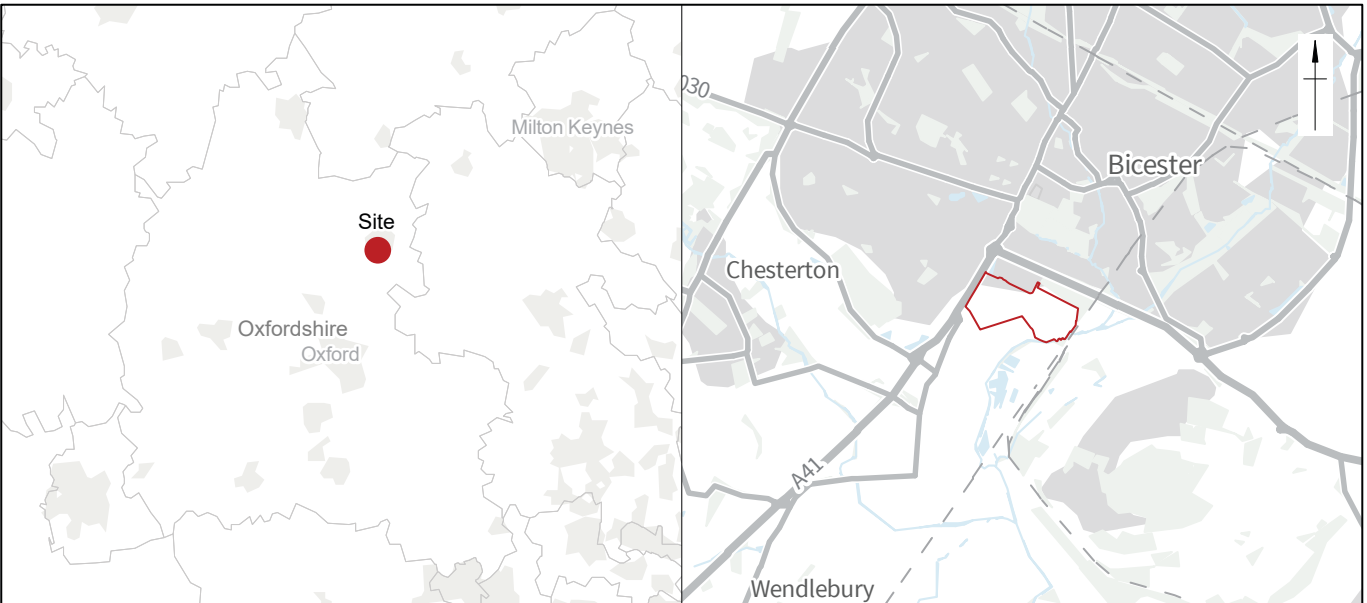 Milton Keynes
Site
Oxfordshire
Oxford
030
Bicester
Chesterton
A41
Wendlebury